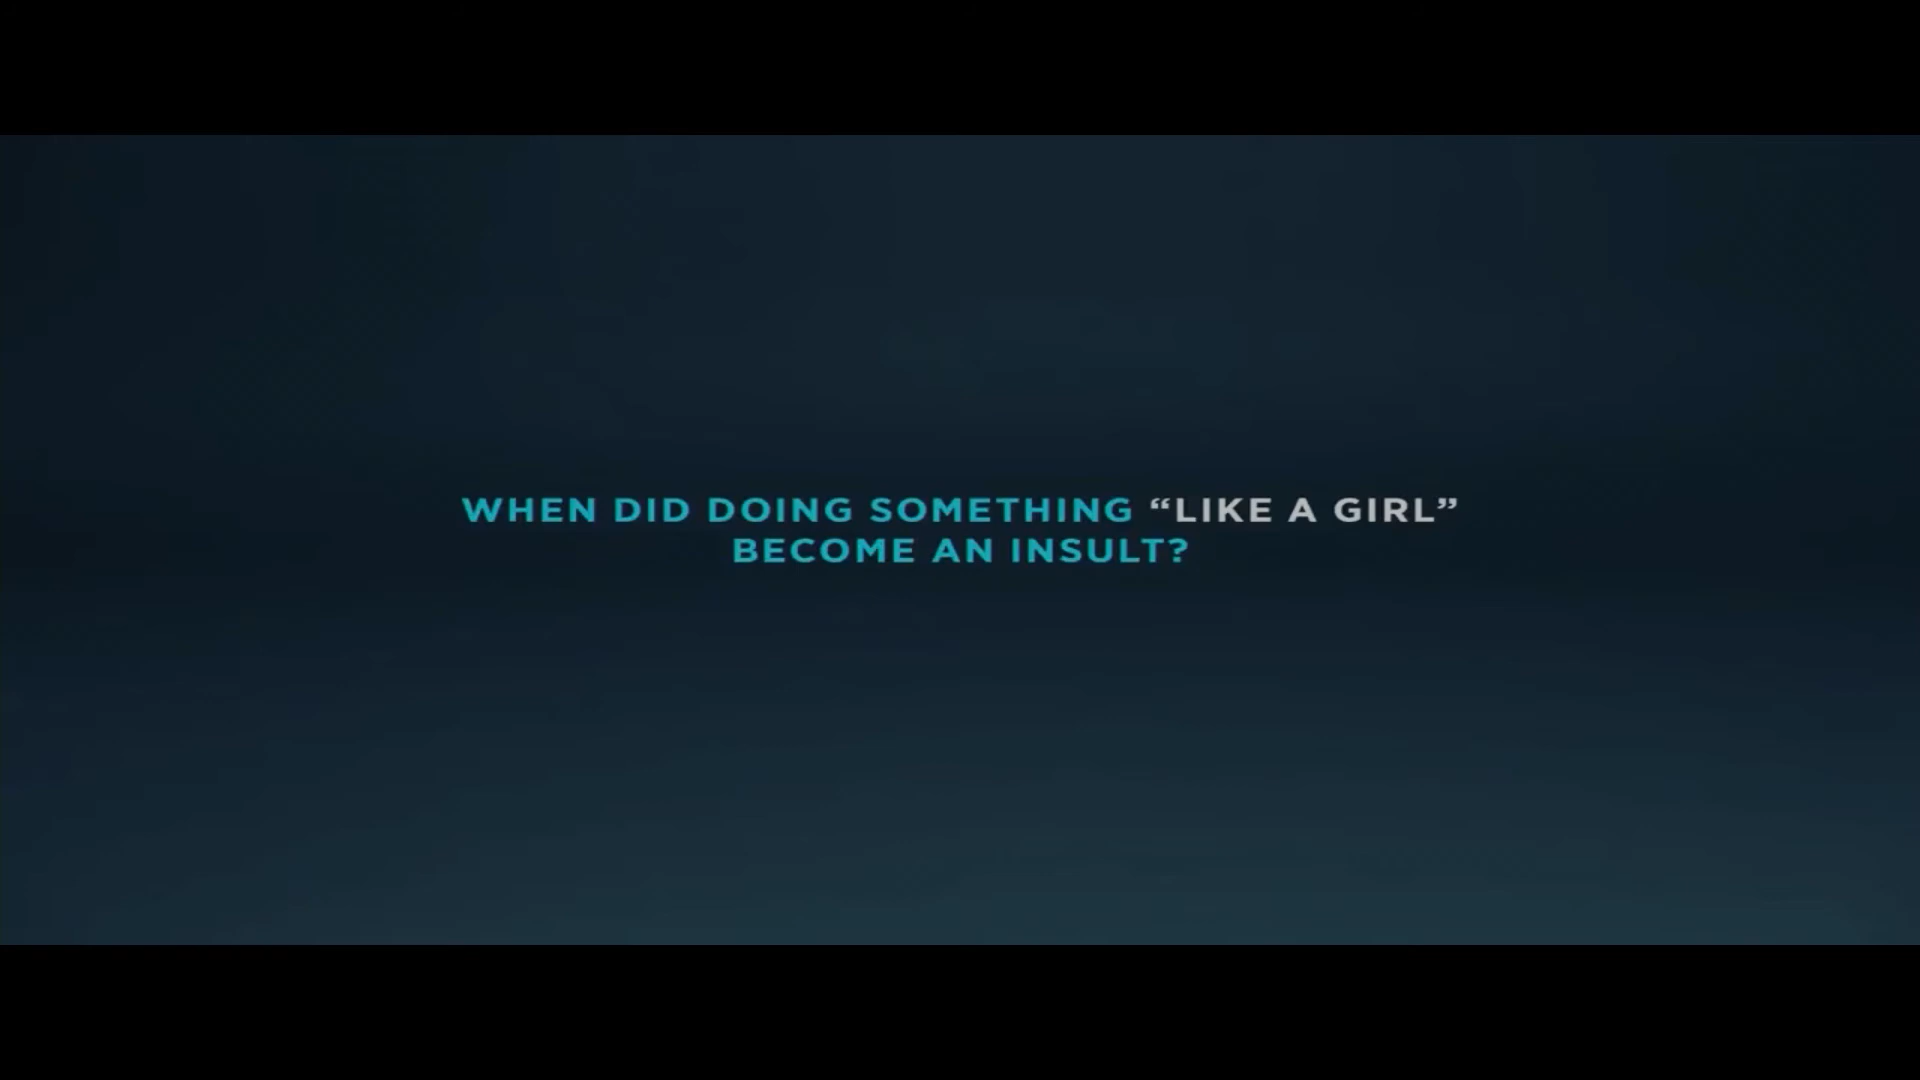 WHEN DID DOING SOMETHING “LIKE A GIRL”
BECOME AN INSULT?